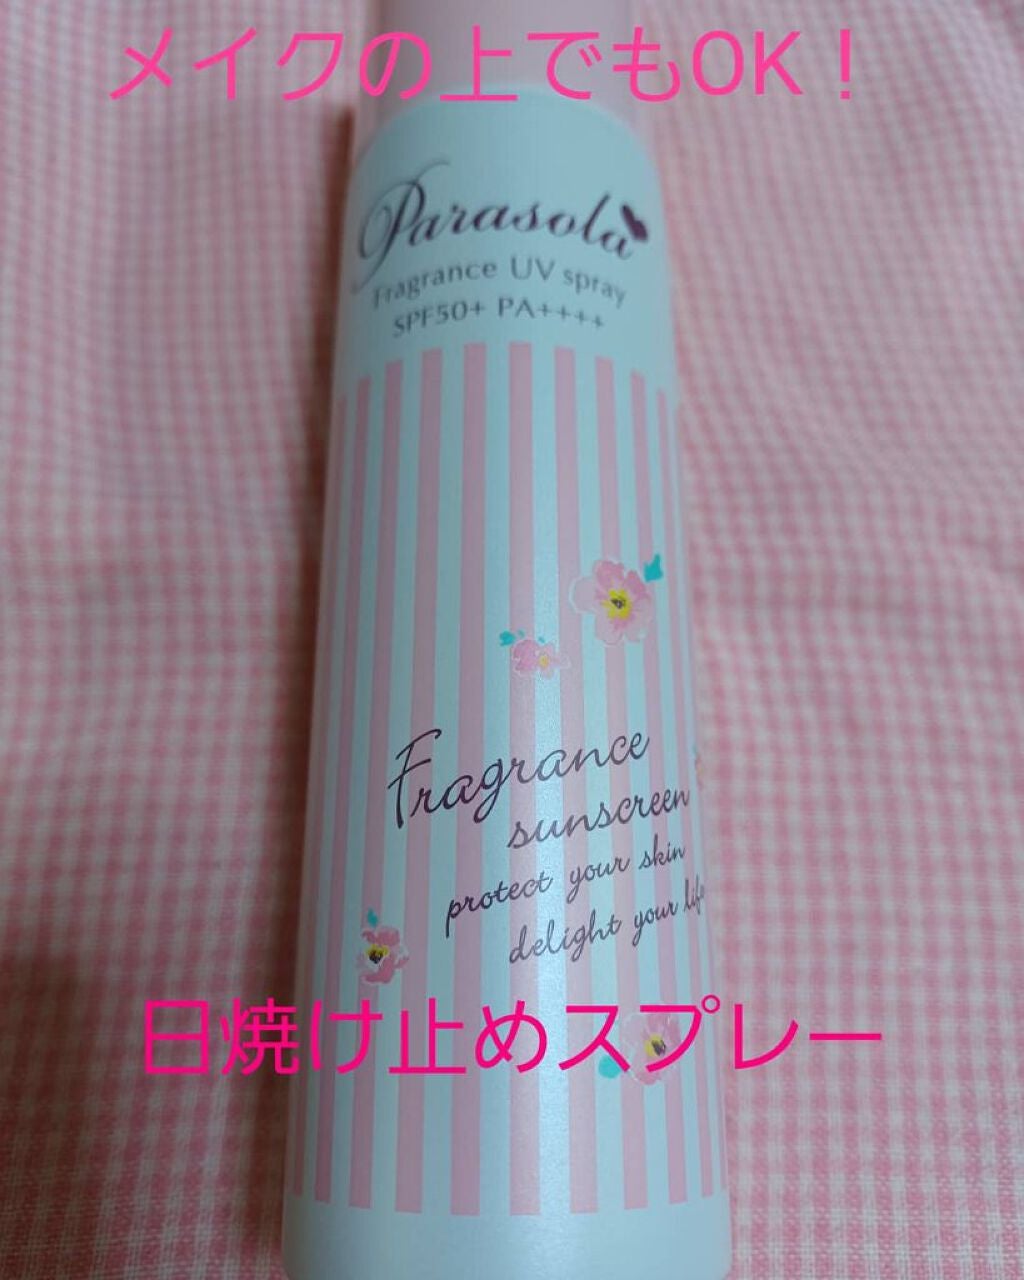 メイクの上でもOK！
Parasola
Fragrance UV spray
SPF50+ PA++++
Fragrance
sunscreen
protect your skin
delight your life
日焼け止めスプレー